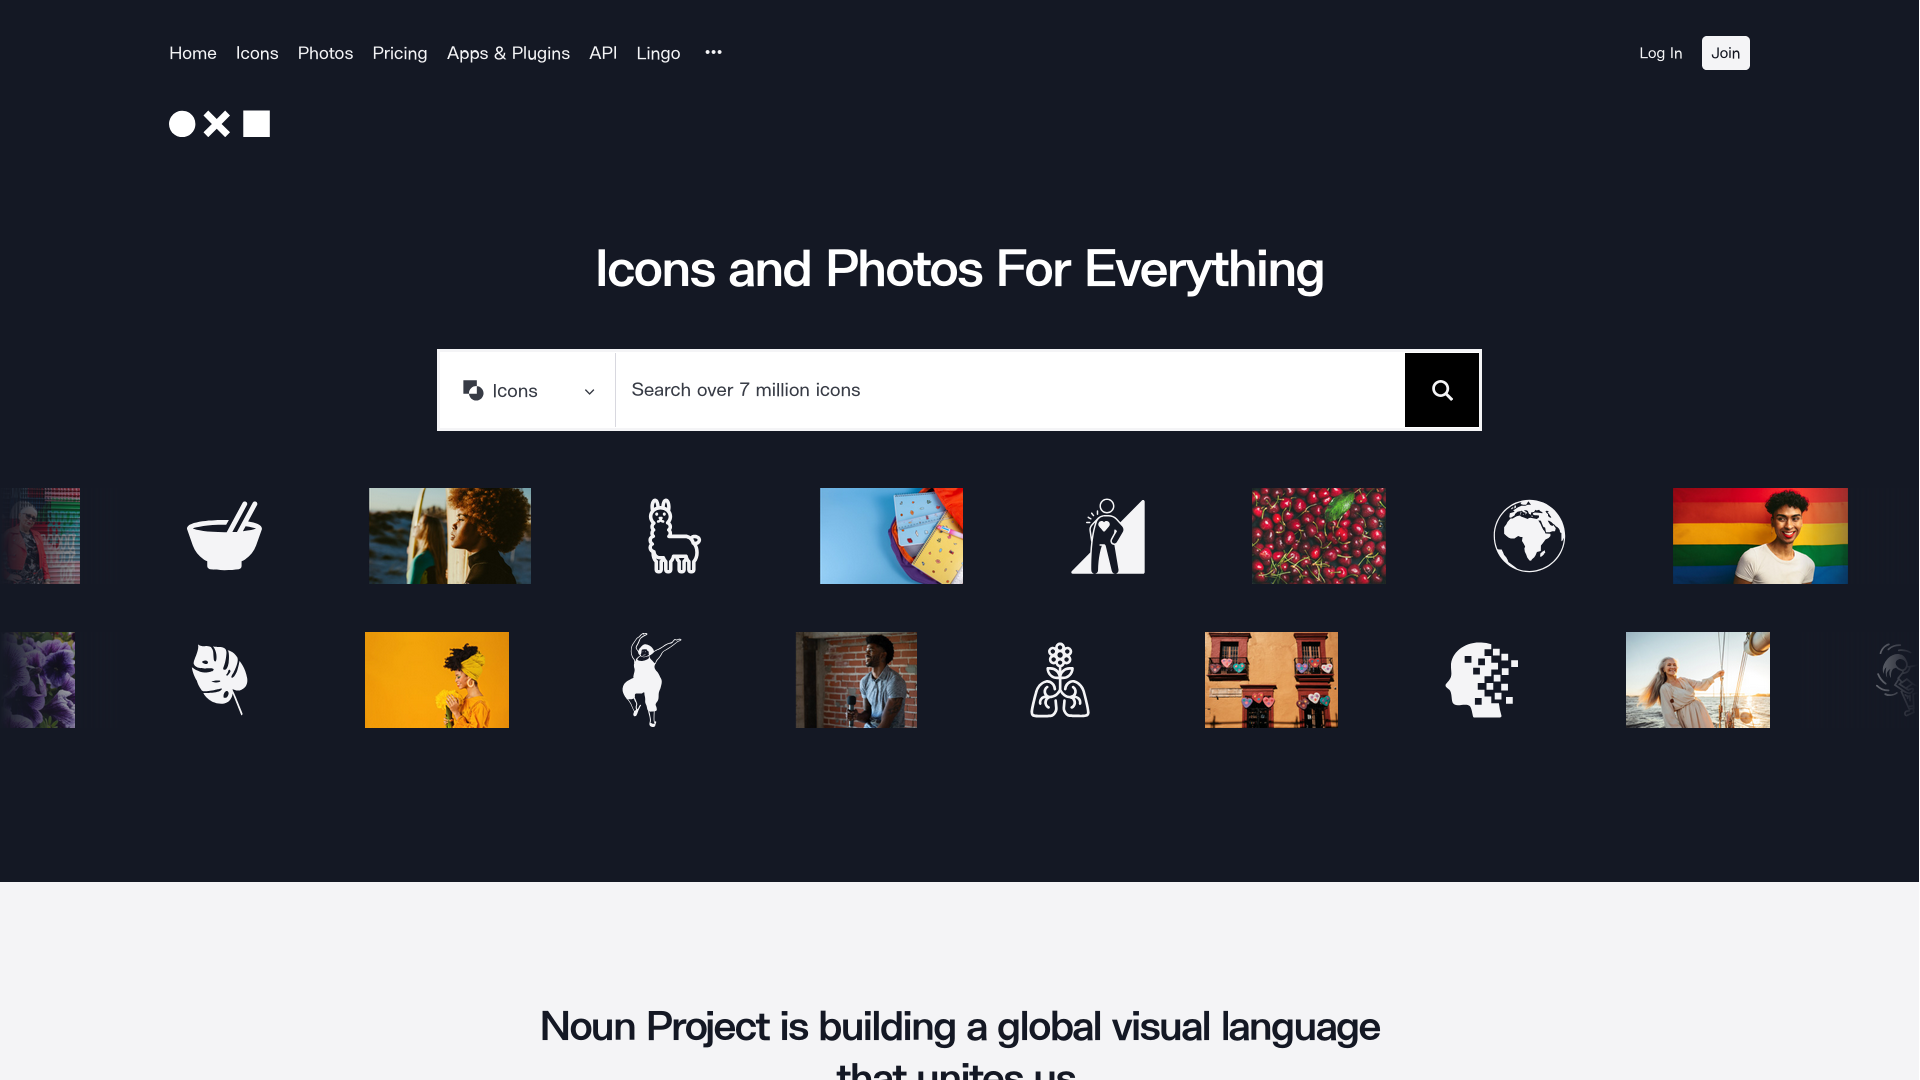 Home Icons Photos Pricing Apps & Plugins API Lingo ••• Log In Join
Icons and Photos For Everything
Icons Search over 7 million icons
Noun Project is building a global visual language
that unites us